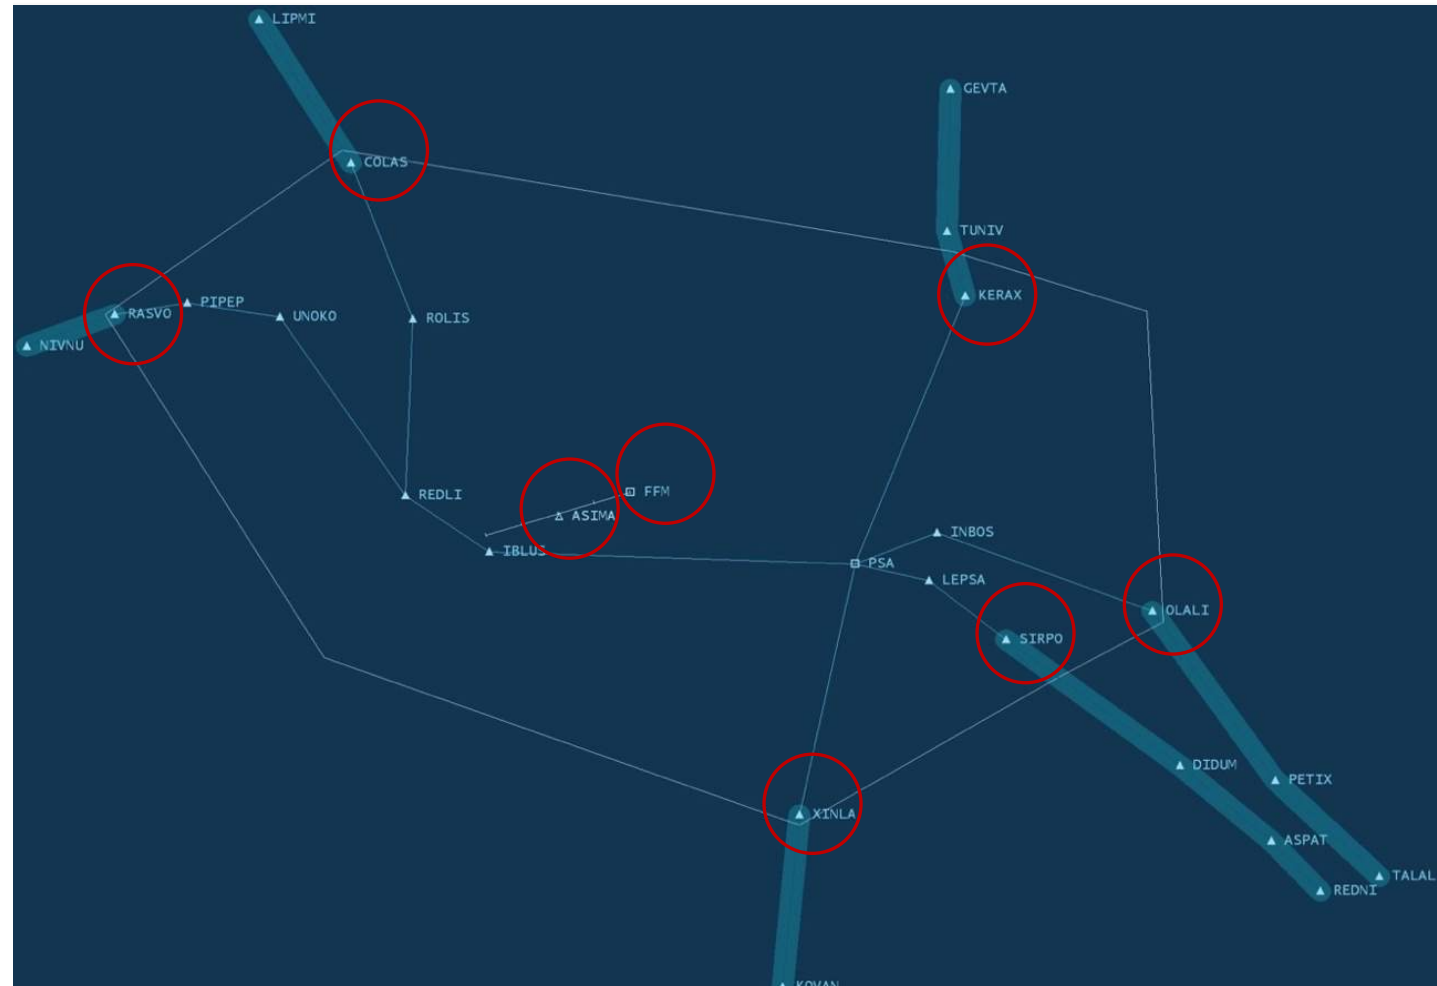 LIPMI
GEVTA
COLAS
TUNIV
KERAX
PIPEP
RASVO
UNOKO
ROLIS
NIVNU
REDLI
FFM
ASIMA
INBOS
IBLUS
PSA
LEPSA
OLALI
SIRPO
DIDUM
PETIX
XINLA
ASPAT
TALAL
REDNI
KOVAN